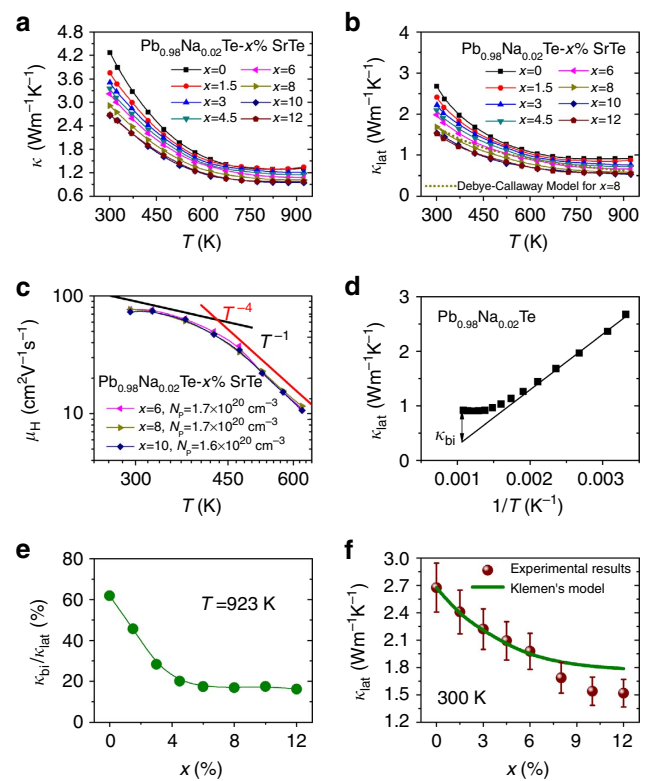 a
Pb0.98Na0.02Te-x% SrTe
x=0
x=6
x=1.5
x=8
x=3
x=10
x=4.5
x=12
4.8
4.2
3.6
3.0
2.4
1.8
1.2
0.6
κ (Wm−1K−1)
300 450 600 750 900
T (K)
b
Pb0.98Na0.02Te-x% SrTe
x=0
x=6
x=1.5
x=8
x=3
x=10
x=4.5
x=12
Debye-Callaway Model for x=8
4
3
2
1
0
κlat (Wm−1K−1)
300 450 600 750 900
T (K)
c
T−4
T−1
Pb0.98Na0.02Te-x% SrTe
x=6, NP=1.7×10²⁰ cm−3
x=8, NP=1.7×10²⁰ cm−3
x=10, NP=1.6×10²⁰ cm−3
100
10
μH (cm2V−1s−1)
300 450 600
T (K)
d
Pb0.98Na0.02Te
κbi
3
2
1
0
κlat (Wm−1K−1)
0.001 0.002 0.003
1/T (K−1)
e
T=923 K
80
60
40
20
0
κbi/κlat (%)
0 4 8 12
x (%)
f
Experimental results
Klemen's model
300 K
3.0
2.7
2.4
2.1
1.8
1.5
1.2
κlat (Wm−1K−1)
0 3 6 9 12
x (%)